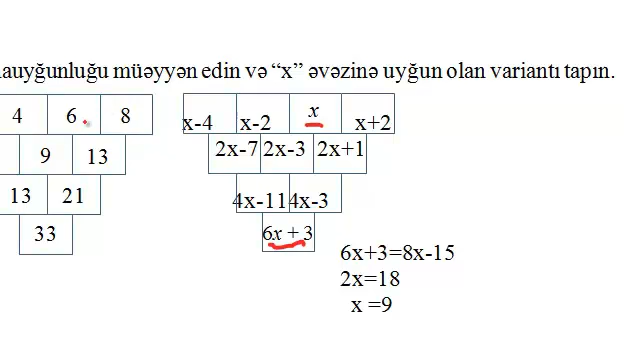 auyğunluğu müəyyən edin və “x” əvəzinə uyğun olan variantı tapın.
4 6 8 x-4 x-2 x x+2
9 13 2x-7 2x-3 2x+1
13 21 4x-11 4x-3
33 6x + 3
6x+3=8x-15
2x=18
x =9